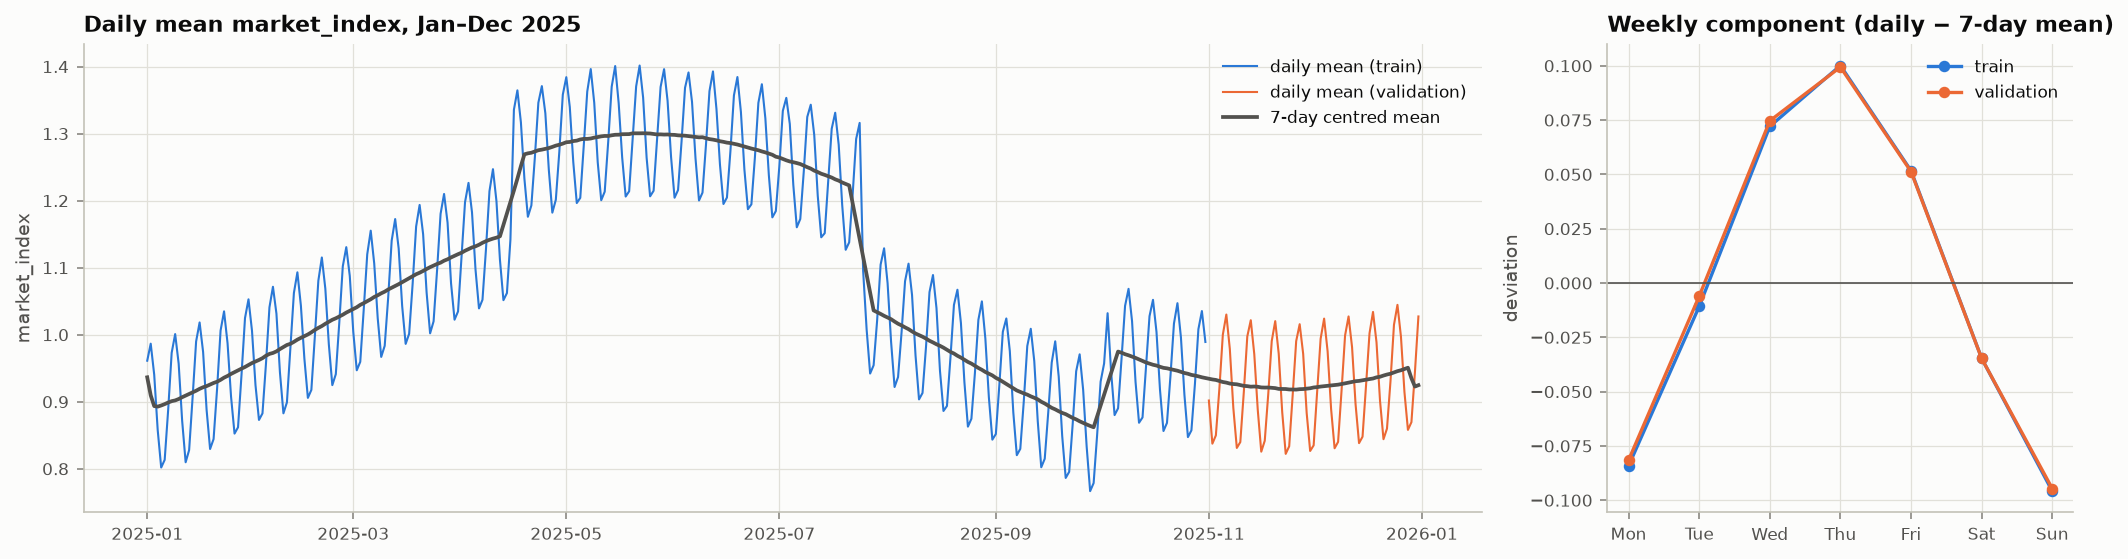 Daily mean market_index, Jan–Dec 2025
market_index
1.4
1.3
1.2
1.1
1.0
0.9
0.8
2025-01
2025-03
2025-05
2025-07
2025-09
2025-11
2026-01
daily mean (train)
daily mean (validation)
7-day centred mean
Weekly component (daily − 7-day mean)
deviation
0.100
0.075
0.050
0.025
0.000
−0.025
−0.050
−0.075
−0.100
Mon
Tue
Wed
Thu
Fri
Sat
Sun
train
validation